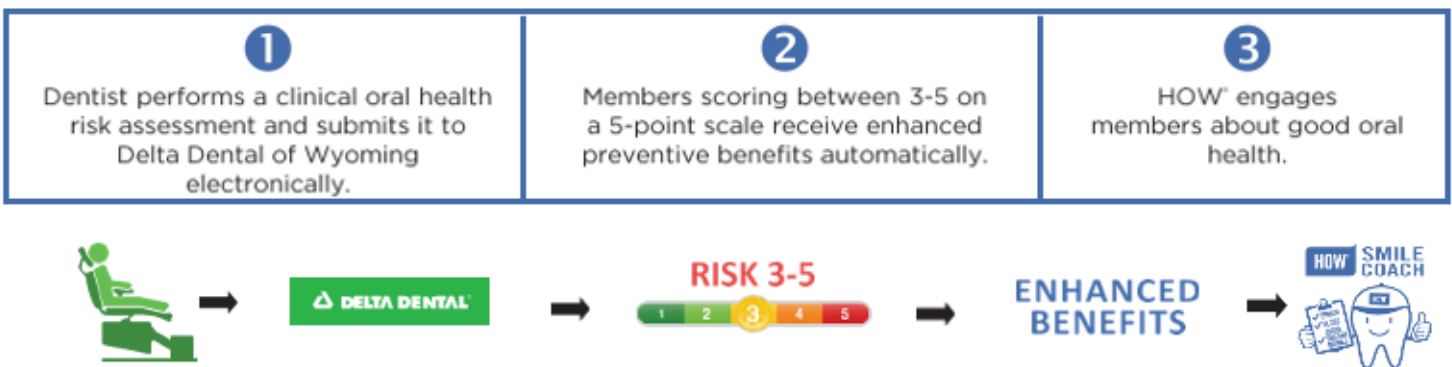 1
Dentist performs a clinical oral health
risk assessment and submits it to
Delta Dental of Wyoming
electronically.
2
Members scoring between 3-5 on
a 5-point scale receive enhanced
preventive benefits automatically.
3
HOW® engages
members about good oral
health.
DELTA DENTAL®
RISK 3-5
1 2 3 4 5
ENHANCED
BENEFITS
HOW® SMILE
COACH